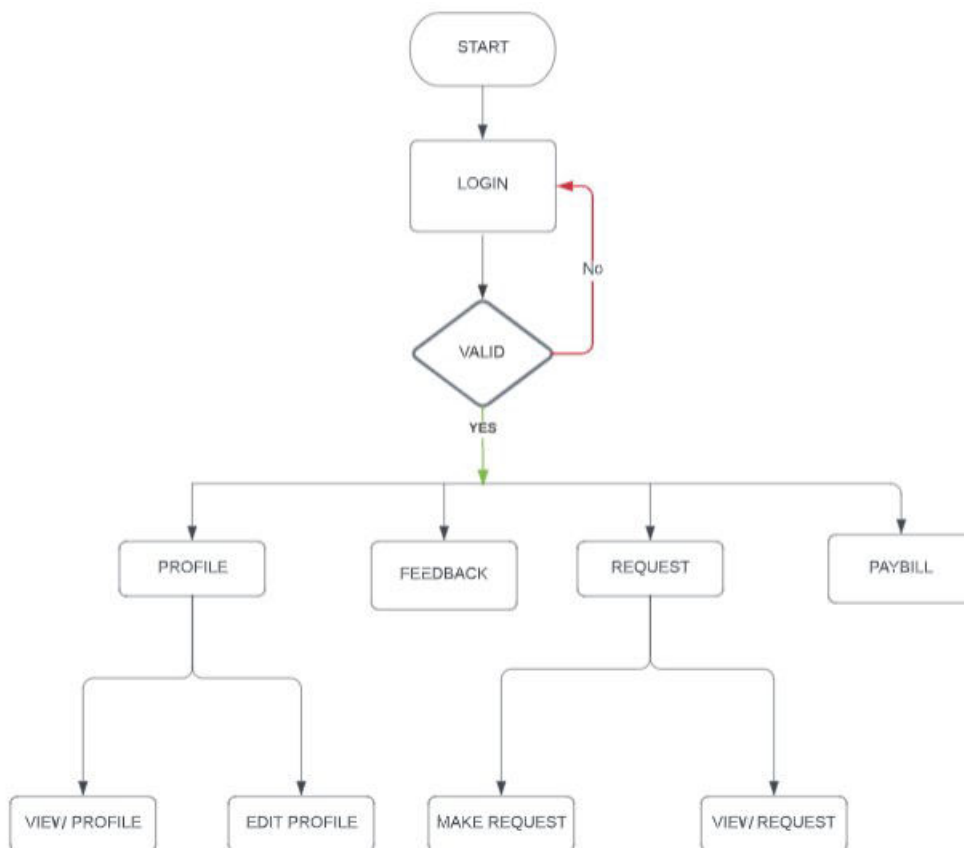 START
LOGIN
No
VALID
YES
PROFILE
FEEDBACK
REQUEST
PAYBILL
VIEW PROFILE
EDIT PROFILE
MAKE REQUEST
VIEW REQUEST